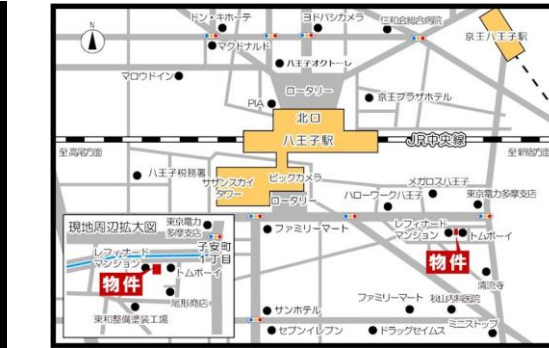 N
ドン・キホーテ
ヨドバシカメラ
仁和会総合病院
京王八王子駅
マクドナルド
八王子オクトーレ
マロウドイン
ロータリー
PIA
京王プラザホテル
北口
八王子駅
JR中央線
至高尾方面
至新宿方面
八王子税務署
サザンスカイ
タワー
ビックカメラ
ロータリー
メガロス八王子
ハローワーク八王子
東京電力
多摩支店
ファミリーマート
レフィナード
マンション
トムボーイ
物件
清流寺
現地周辺拡大図
東京電力
多摩支店
子安町
1丁目
レフィナード
マンション
トムボーイ
物件
尾形商店
東和整備塗装工場
サンホテル
セブンイレブン
ファミリーマート
秋山内科医院
ドラッグセイムス
ミニストップ